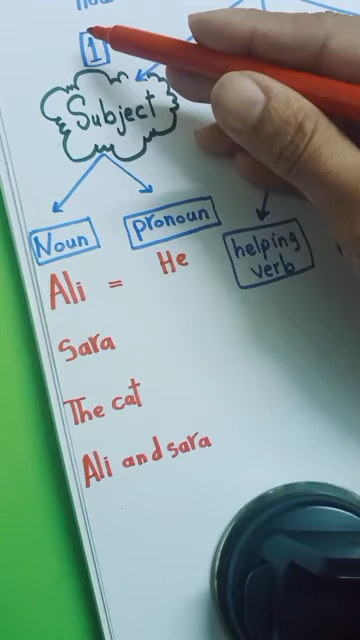 1
Subject
Noun
pronoun
helping
verb
Ali = He
Sara
The cat
Ali and sara